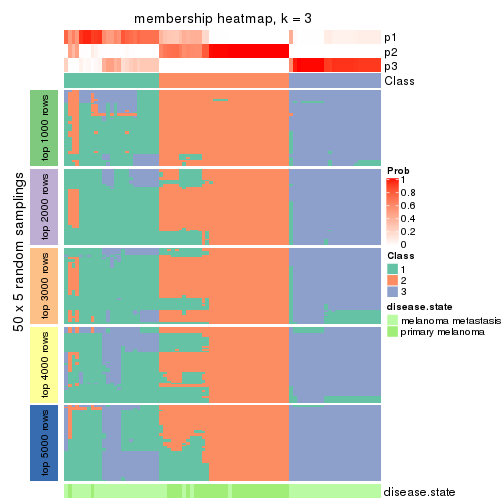 membership heatmap, k = 3
p1
p2
p3
Class
50 x 5 random samplings
top 1000 rows
top 2000 rows
top 3000 rows
top 4000 rows
top 5000 rows
disease.state
Prob
1
0.8
0.6
0.4
0.2
0
Class
1
2
3
disease.state
melanoma metastasis
primary melanoma